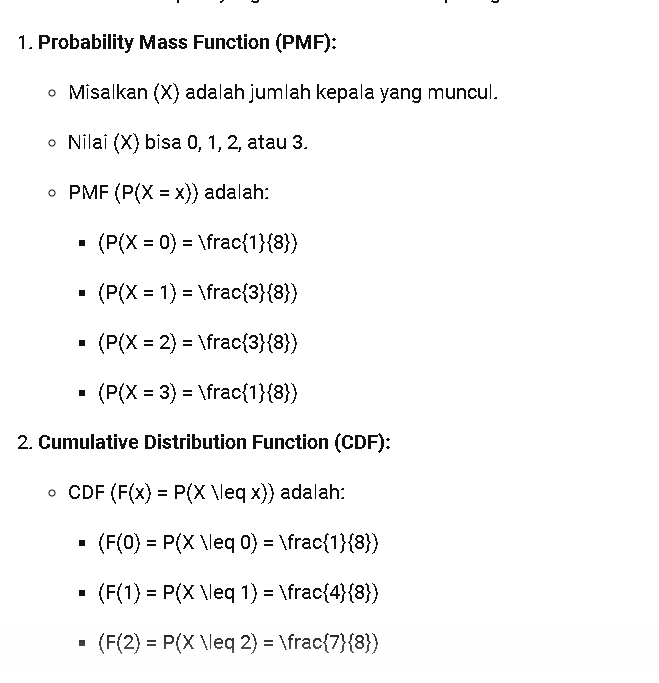 1. Probability Mass Function (PMF):
Misalkan (X) adalah jumlah kepala yang muncul.
Nilai (X) bisa 0, 1, 2, atau 3.
PMF (P(X = x)) adalah:
(P(X = 0) = \frac{1}{8})
(P(X = 1) = \frac{3}{8})
(P(X = 2) = \frac{3}{8})
(P(X = 3) = \frac{1}{8})
2. Cumulative Distribution Function (CDF):
CDF (F(x) = P(X \leq x)) adalah:
(F(0) = P(X \leq 0) = \frac{1}{8})
(F(1) = P(X \leq 1) = \frac{4}{8})
(F(2) = P(X \leq 2) = \frac{7}{8})